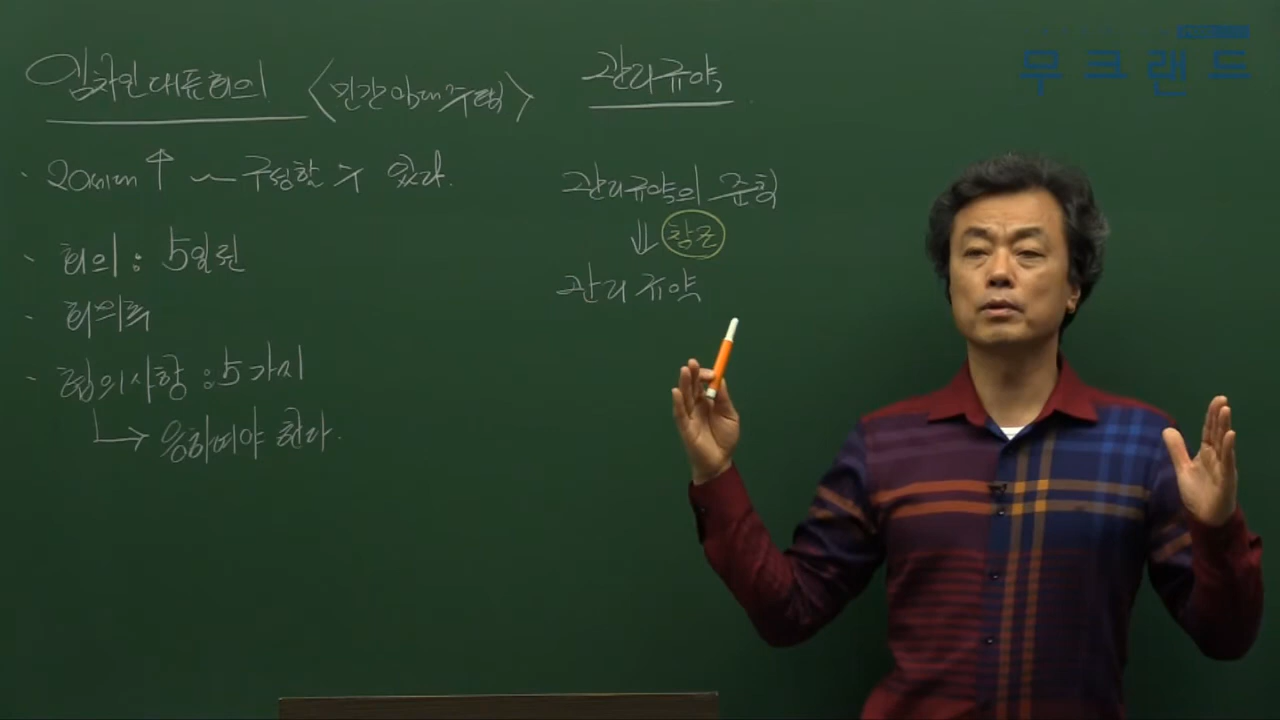 임차인대표회의 <민간임대주택>
· 20세대 ↑ ~ 구성할 수 있다.
· 회의 : 5일전
· 회의록
· 협의사항 : 5가지
↳ 응하여야 한다.
관리규약
관리규약의 준칙
↓ 참조
관리규약
무크랜드